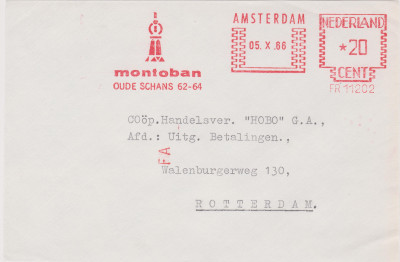 montoban
OUDE SCHANS 62-64
AMSTERDAM
05. X. 66
NEDERLAND
*20
CENT
FR 11202
COöp.Handelsver. "HOBO" G.A.,
Afd.: Uitg. Betalingen.,
FA
Walenburgerweg 130,
ROTTERDAM.